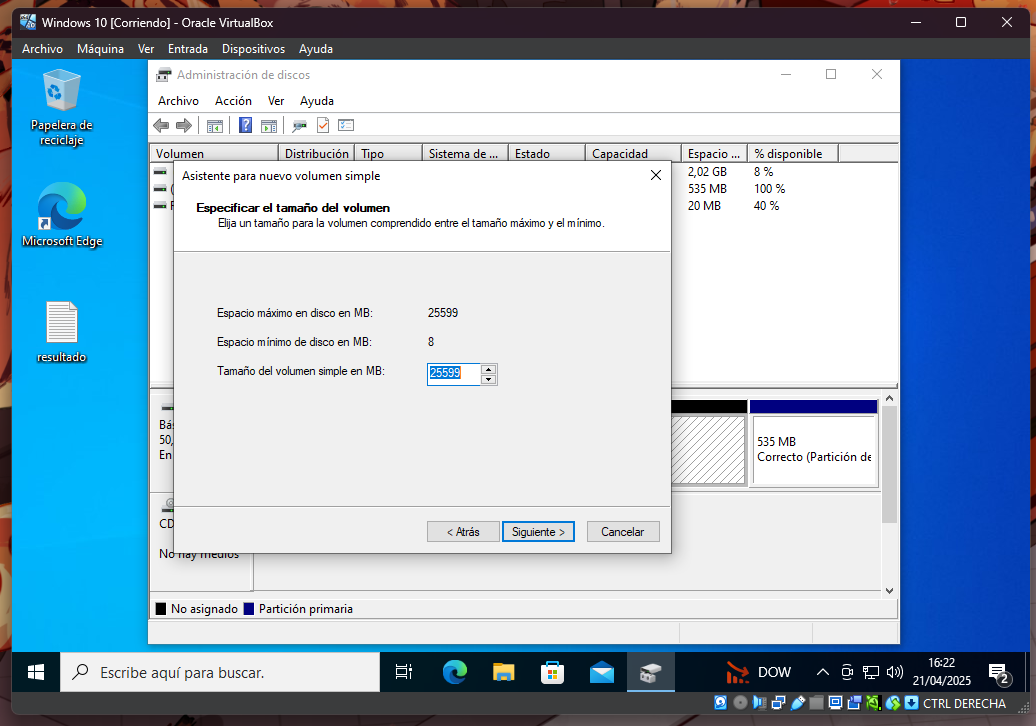 Windows 10 [Corriendo] - Oracle VirtualBox
Archivo Máquina Ver Entrada Dispositivos Ayuda
Papelera de
reciclaje
Microsoft Edge
resultado
Administración de discos
Archivo Acción Ver Ayuda
Volumen Distribución Tipo Sistema de ... Estado Capacidad Espacio ... % disponible
2,02 GB 8 %
535 MB 100 %
20 MB 40 %
Asistente para nuevo volumen simple
Especificar el tamaño del volumen
Elija un tamaño para la volumen comprendido entre el tamaño máximo y el mínimo.
Espacio máximo en disco en MB: 25599
Espacio mínimo de disco en MB: 8
Tamaño del volumen simple en MB: 25599
< Atrás Siguiente > Cancelar
Bás
50,
En
535 MB
Correcto (Partición de
CD
No hay medios
No asignado Partición primaria
Escribe aquí para buscar.
DOW
16:22
21/04/2025
2
CTRL DERECHA